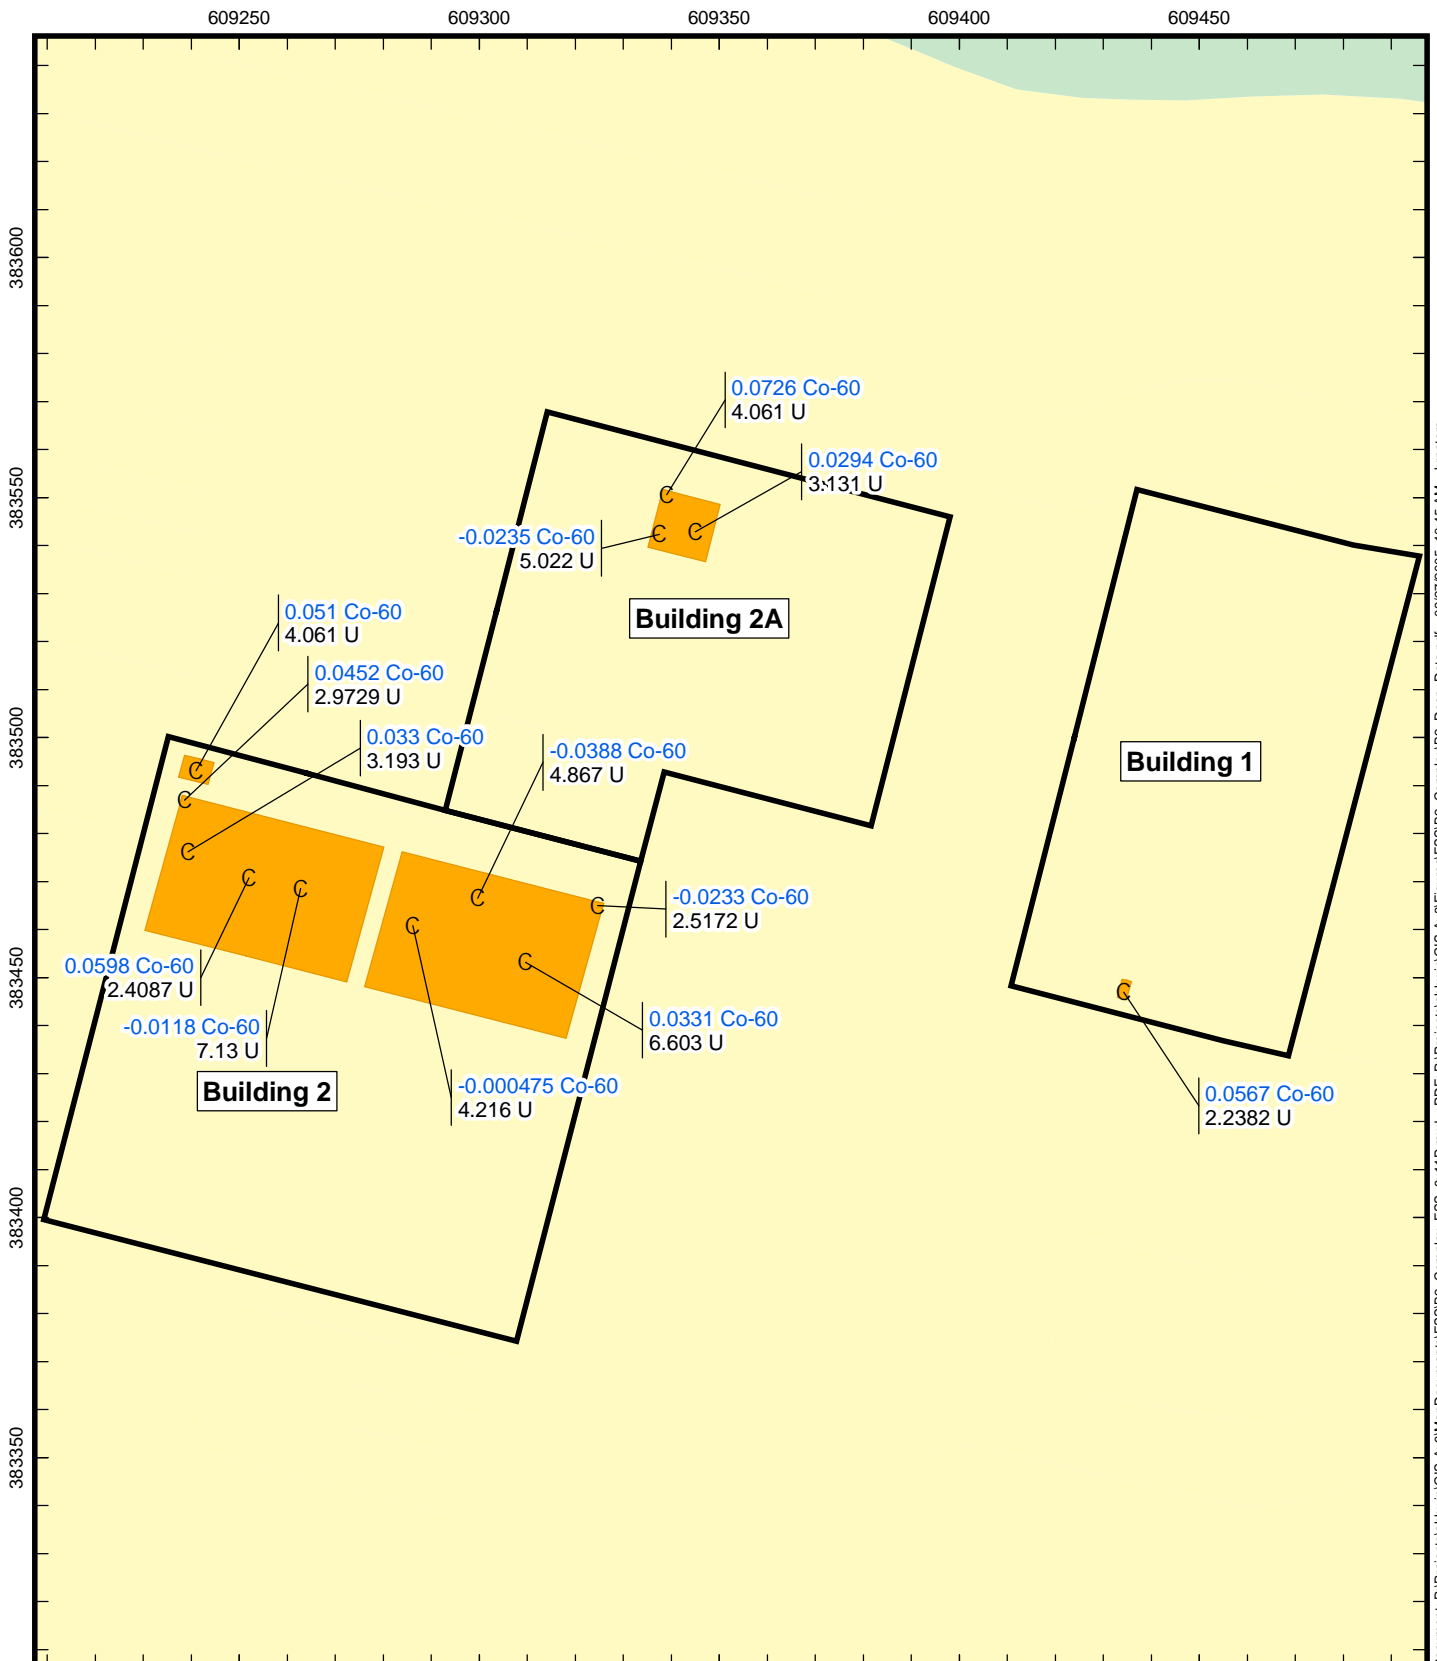 609250 609300 609350 609400 609450
383600
383550
383500
383450
383400
383350
0.0726 Co-60
4.061 U
0.0294 Co-60
3.131 U
-0.0235 Co-60
5.022 U
Building 2A
0.051 Co-60
4.061 U
0.0452 Co-60
2.9729 U
0.033 Co-60
3.193 U
-0.0388 Co-60
4.867 U
Building 1
-0.0233 Co-60
2.5172 U
0.0598 Co-60
2.4087 U
-0.0118 Co-60
7.13 U
0.0331 Co-60
6.603 U
Building 2
-0.000475 Co-60
4.216 U
0.0567 Co-60
2.2382 U
C
C
C
C
C
C
C
C
C
C
C
C
C